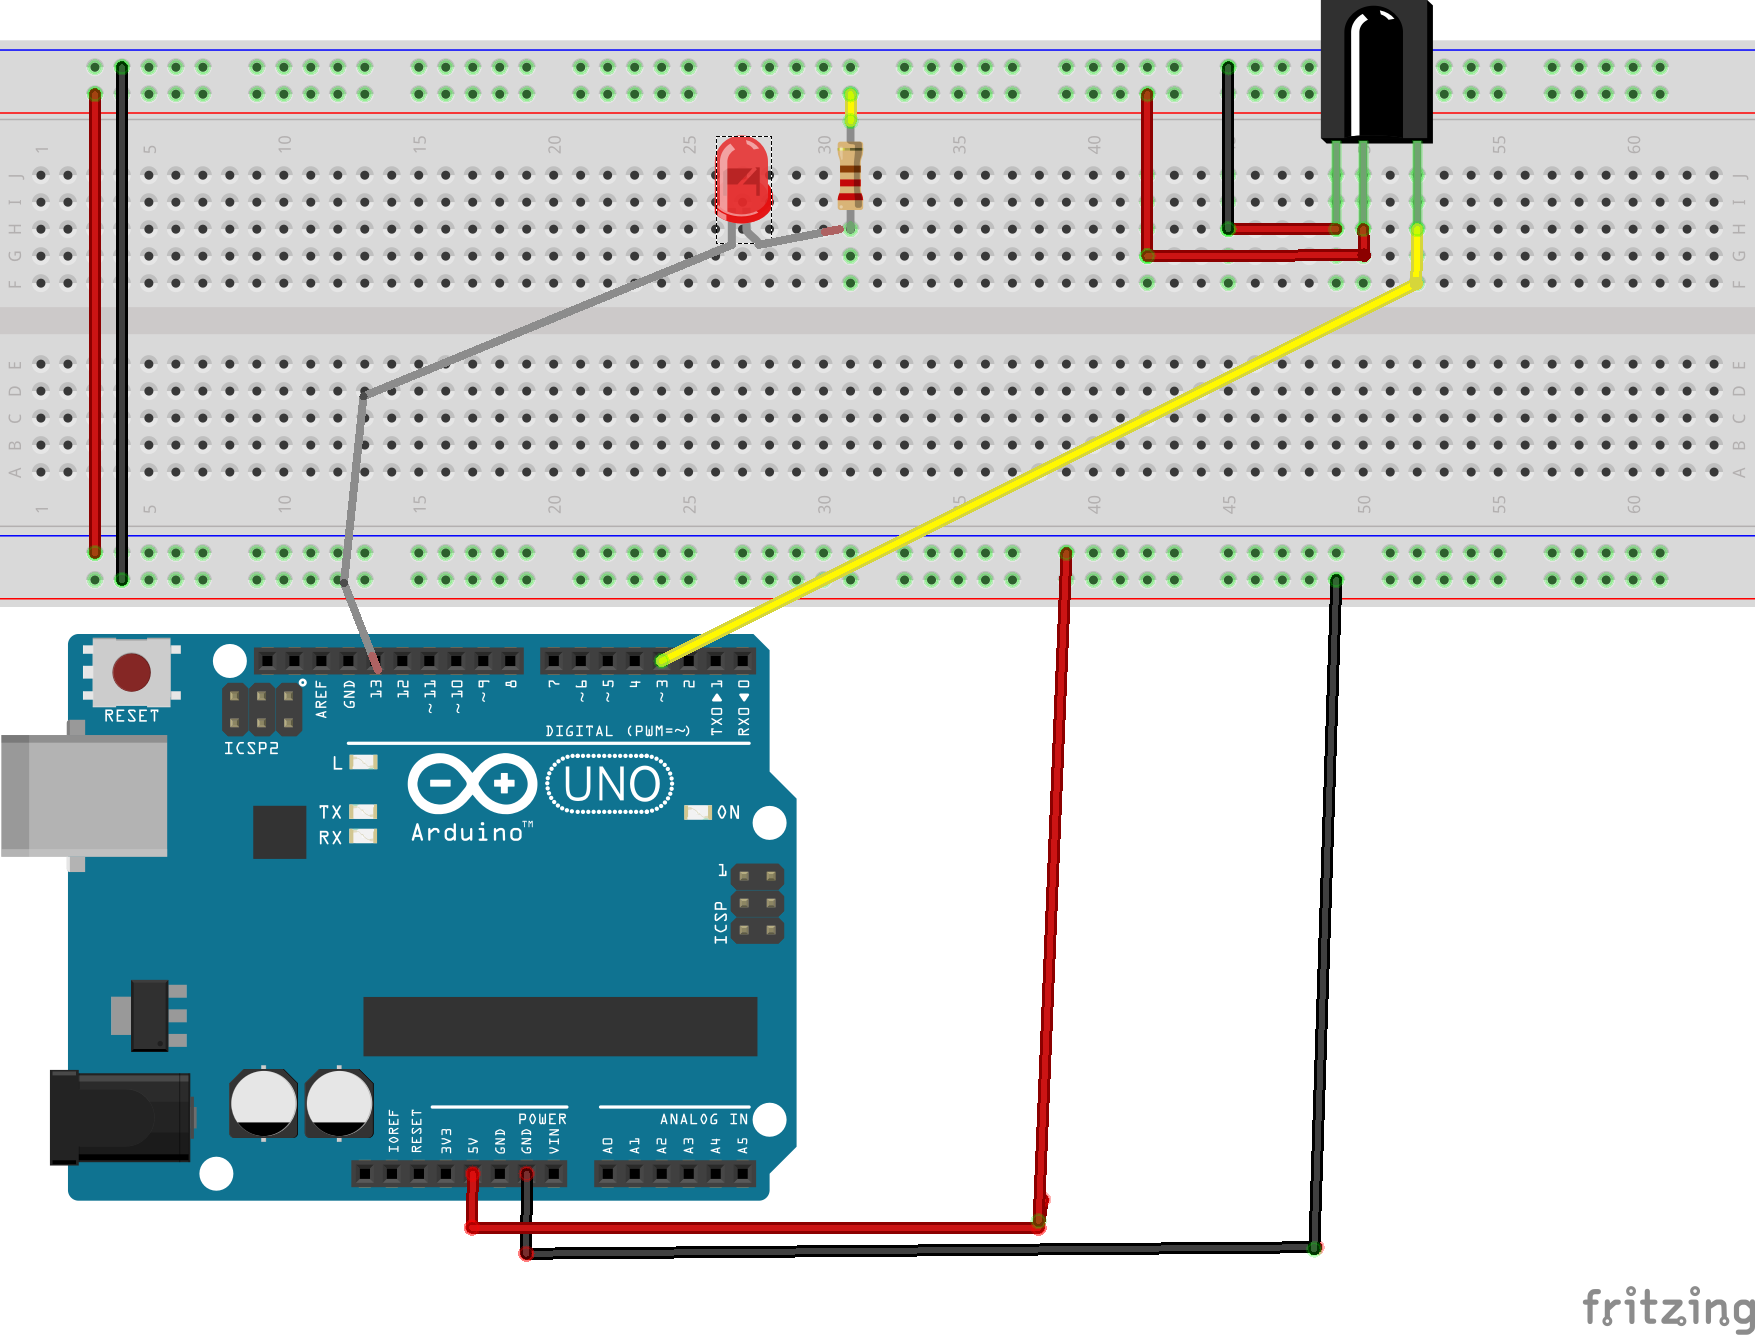 1 5 10 15 20 25 30 35 40 45 50 55 60
J J
I I
H H
G G
F F
E E
D D
C C
B B
A A
1 5 10 15 20 25 30 35 40 45 50 55 60
RESET
ICSP2
AREF
GND
13
12
~11
~10
~9
8
7
~6
~5
4
~3
2
TX0▶1
RX0◀0
DIGITAL (PWM=~)
L
TX
RX
UNO
Arduino™
ON
1
ICSP
POWER
ANALOG IN
IOREF
RESET
3V3
5V
GND
GND
VIN
A0
A1
A2
A3
A4
A5
fritzing